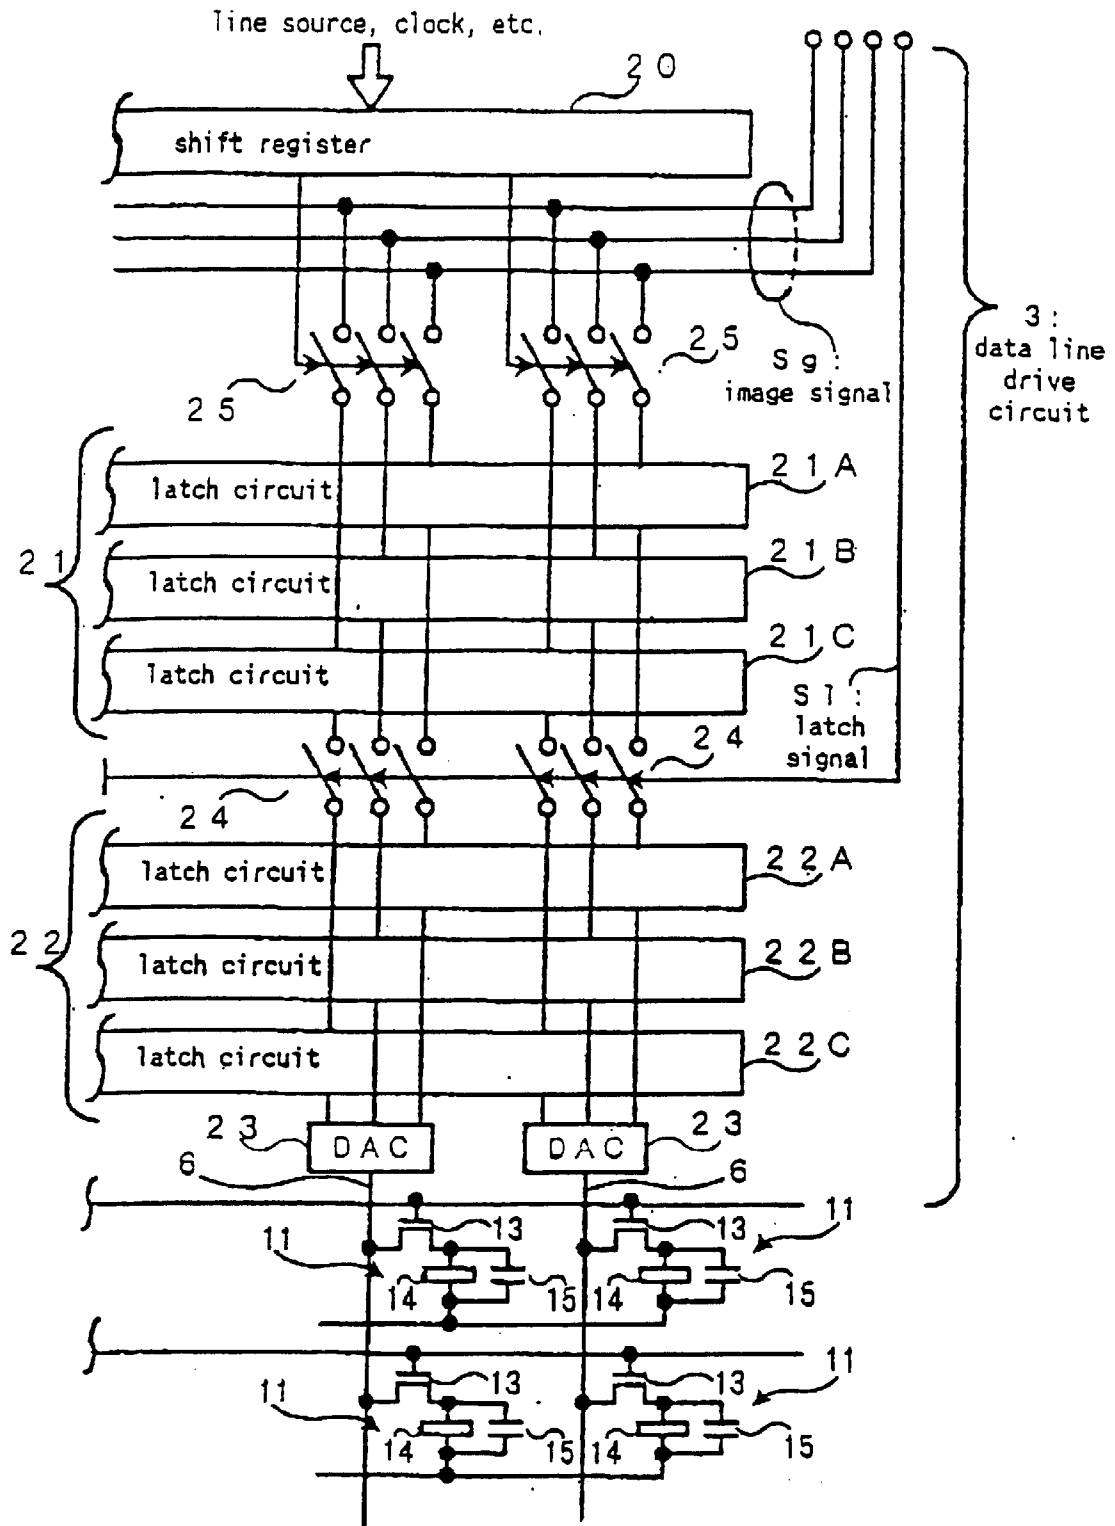 line source, clock, etc.
20
shift register
25
3:
data line
drive
circuit
Sg:
image signal
25
21A
latch circuit
21
21B
latch circuit
21C
latch circuit
Sl:
latch
signal
24
24
22A
latch circuit
22
22B
latch circuit
22C
latch circuit
23
DAC
DAC
23
6
6
13
13
11
11
14
15
14
15
13
13
11
11
14
15
14
15